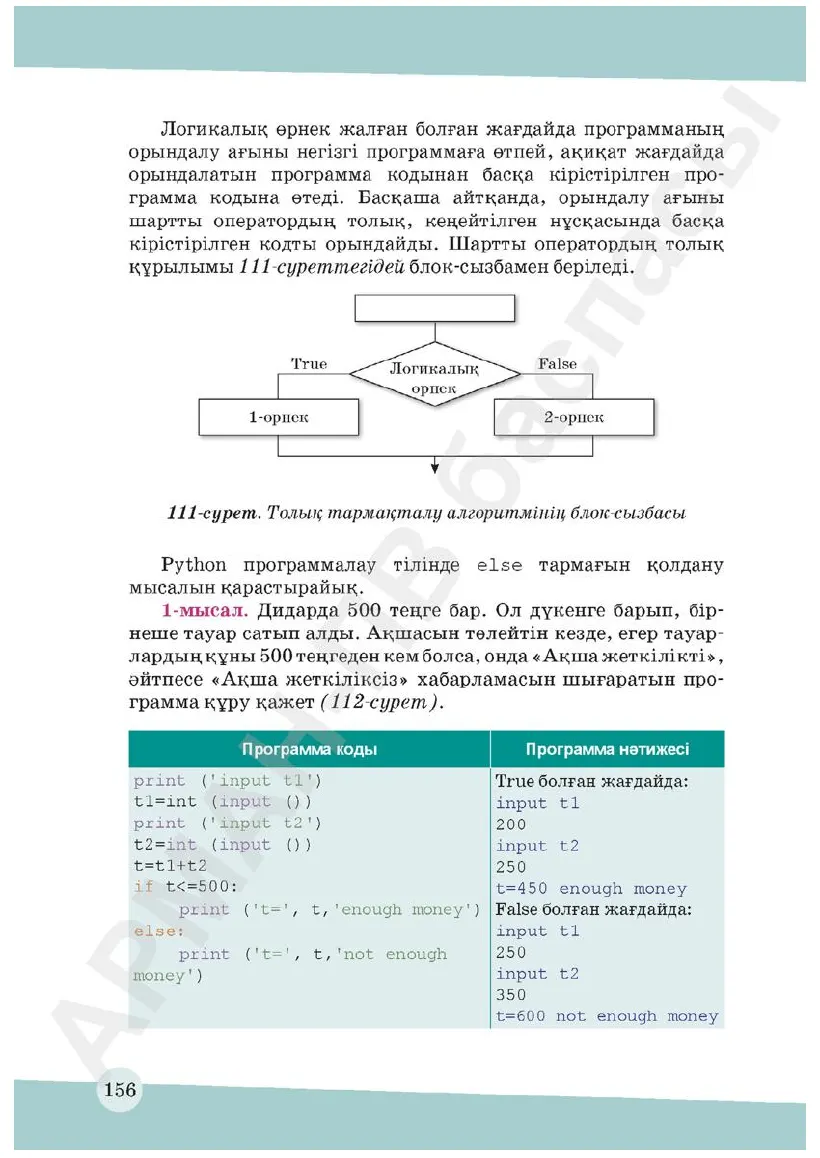 Логикалық өрнек жалған болған жағдайда программаның
орындалу ағыны негізгі программаға өтпей, ақиқат жағдайда
орындалатын программа кодынан басқа кірістірілген про-
грамма кодына өтеді. Басқаша айтқанда, орындалу ағыны
шартты оператордың толық, кеңейтілген нұсқасында басқа
кірістірілген кодты орындайды. Шартты оператордың толық
құрылымы 111-суреттегідей блок-сызбамен беріледі.
True
Логикалық
өрнек
False
1-өрнек
2-өрнек
111-сурет. Толық тармақталу алгоритмінің блок-сызбасы
Python программалау тілінде else тармағын қолдану
мысалын қарастырайық.
1-мысал. Дидарда 500 теңге бар. Ол дүкенге барып, бір-
неше тауар сатып алды. Ақшасын төлейтін кезде, егер тауар-
лардың құны 500 теңгеден кем болса, онда «Ақша жеткілікті»,
әйтпесе «Ақша жеткіліксіз» хабарламасын шығаратын про-
грамма құру қажет (112-сурет).
Программа коды
print ('input t1')
t1=int (input ())
print ('input t2')
t2=int (input ())
t=t1+t2
if t<=500:
print ('t=', t,'enough money')
else:
print ('t=', t,'not enough
money')
Программа нәтижесі
True болған жағдайда:
input t1
200
input t2
250
t=450 enough money
False болған жағдайда:
input t1
250
input t2
350
t=600 not enough money
156
АРМАН-ПВ баспасы